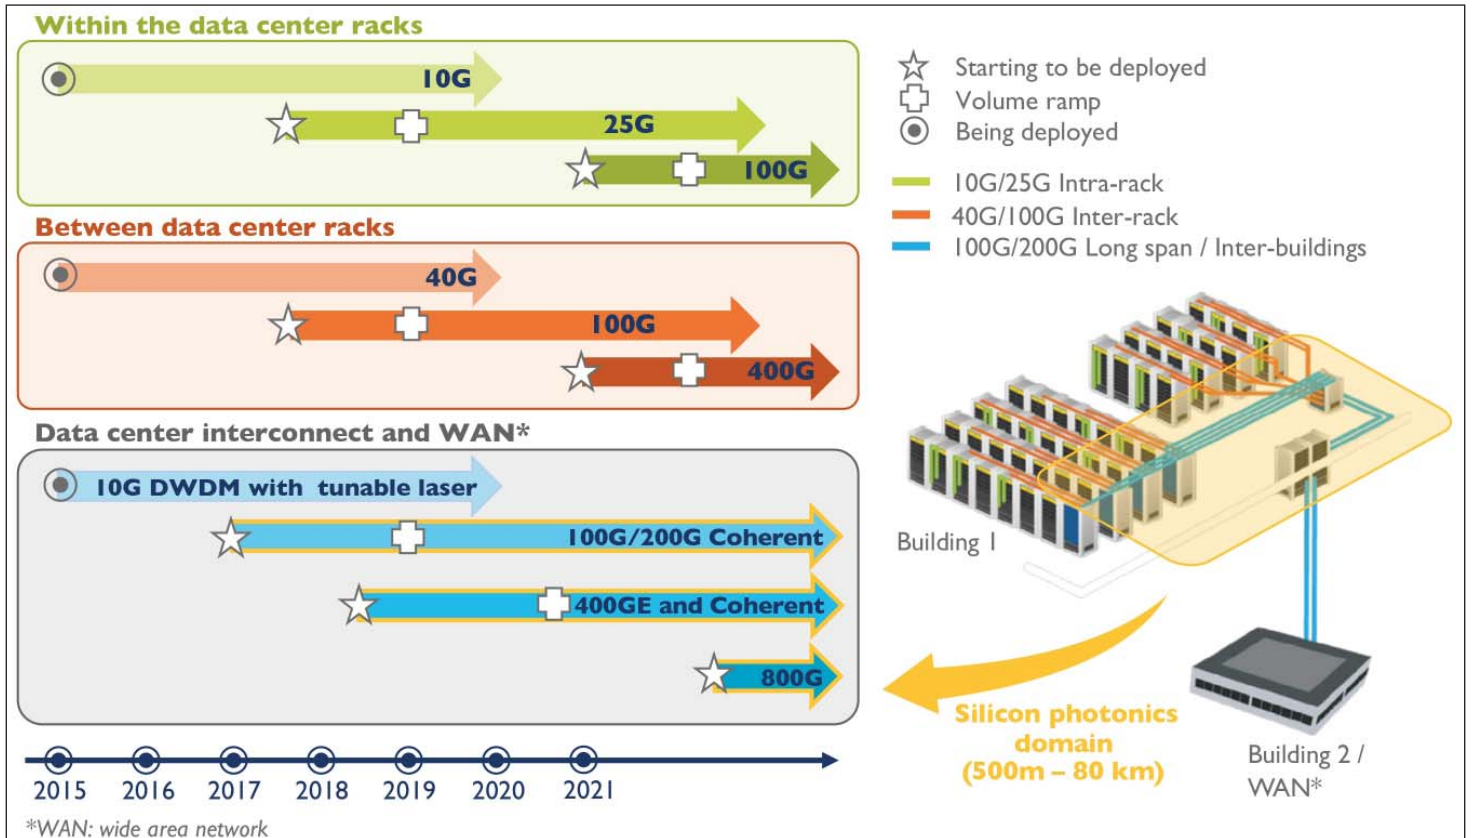 Within the data center racks
10G
25G
100G
Between data center racks
40G
100G
400G
Data center interconnect and WAN*
10G DWDM with tunable laser
100G/200G Coherent
400GE and Coherent
800G
2015 2016 2017 2018 2019 2020 2021
*WAN: wide area network
Starting to be deployed
Volume ramp
Being deployed
10G/25G Intra-rack
40G/100G Inter-rack
100G/200G Long span / Inter-buildings
Building 1
Silicon photonics
domain
(500m – 80 km)
Building 2 /
WAN*